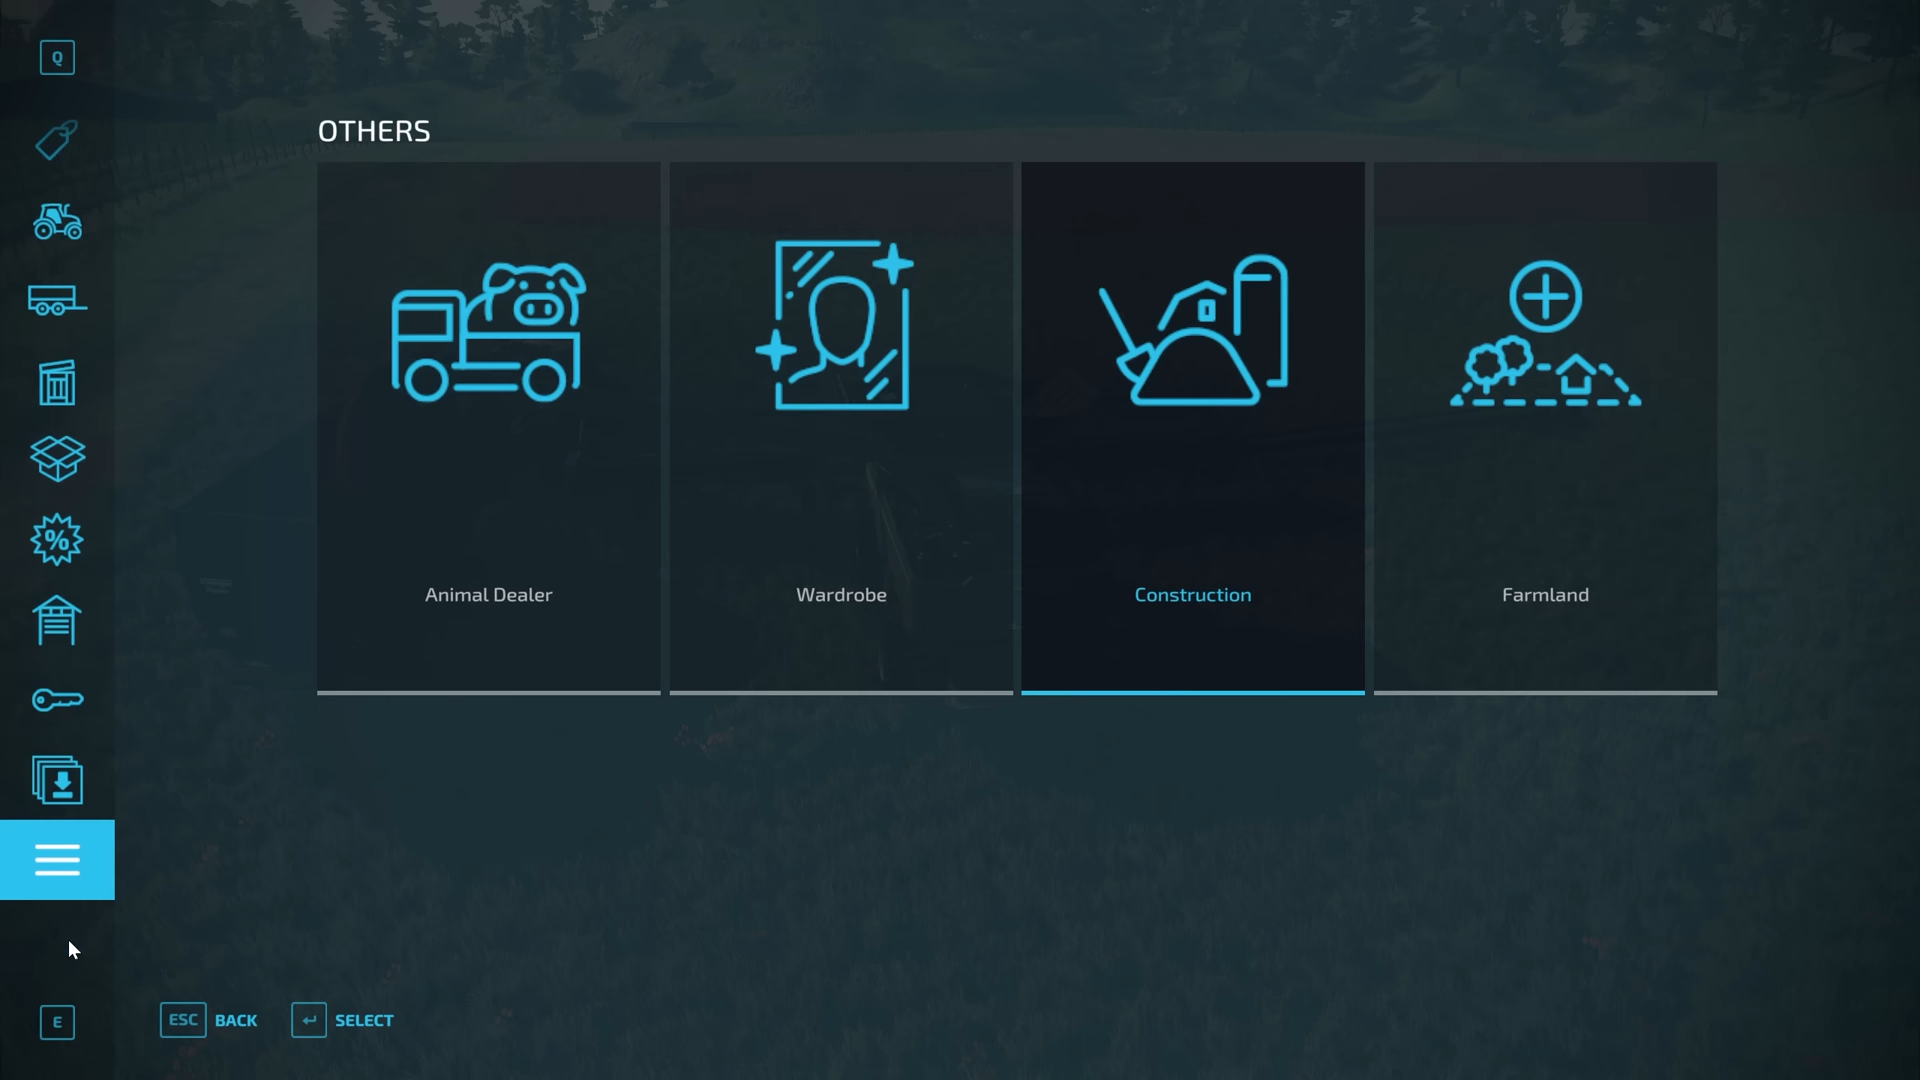 Q
OTHERS
Animal Dealer
Wardrobe
Construction
Farmland
%
E
ESC BACK
SELECT